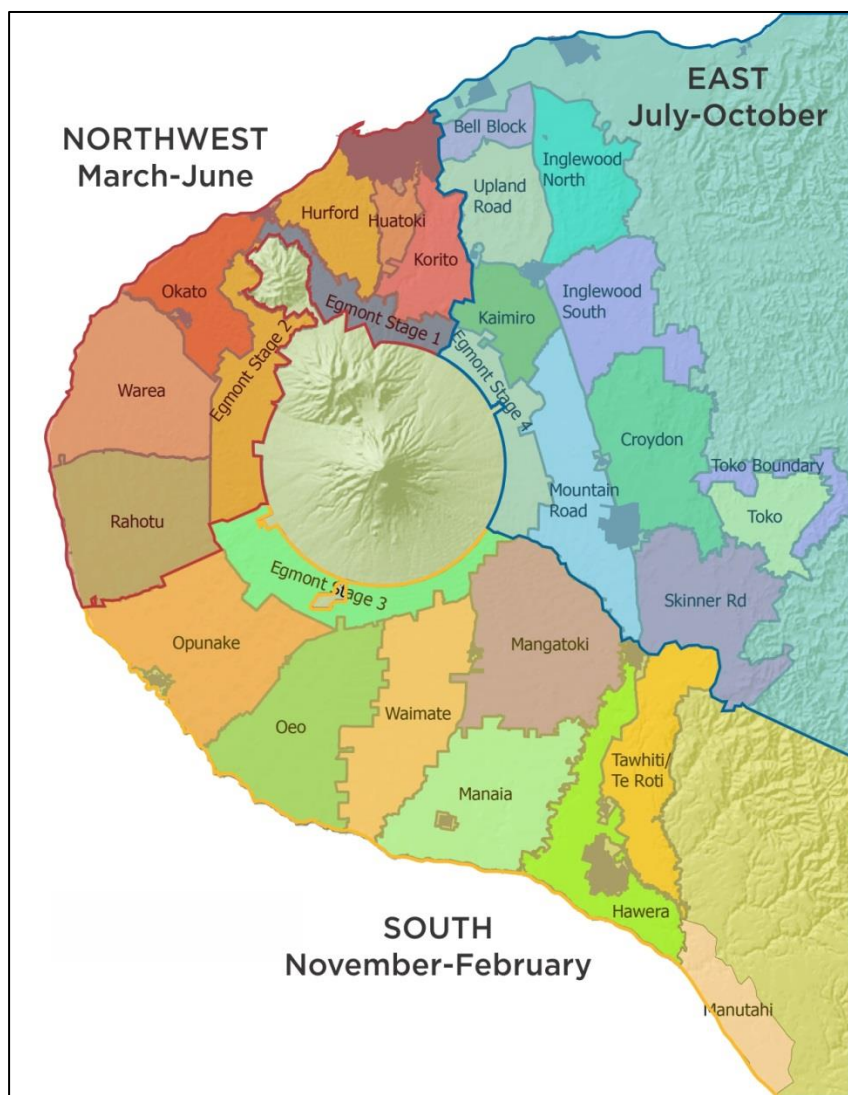 EAST
July-October
NORTHWEST
March-June
Bell Block
Inglewood
North
Upland
Road
Hurford
Huatoki
Korito
Okato
Egmont Stage 1
Kaimiro
Inglewood
South
Egmont Stage 2
Egmont Stage 4
Warea
Croydon
Toko Boundary
Toko
Mountain
Road
Rahotu
Egmont Stage 3
Skinner Rd
Opunake
Mangatoki
Oeo
Waimate
Tawhiti/
Te Roti
Manaia
Hawera
SOUTH
November-February
Manutahi